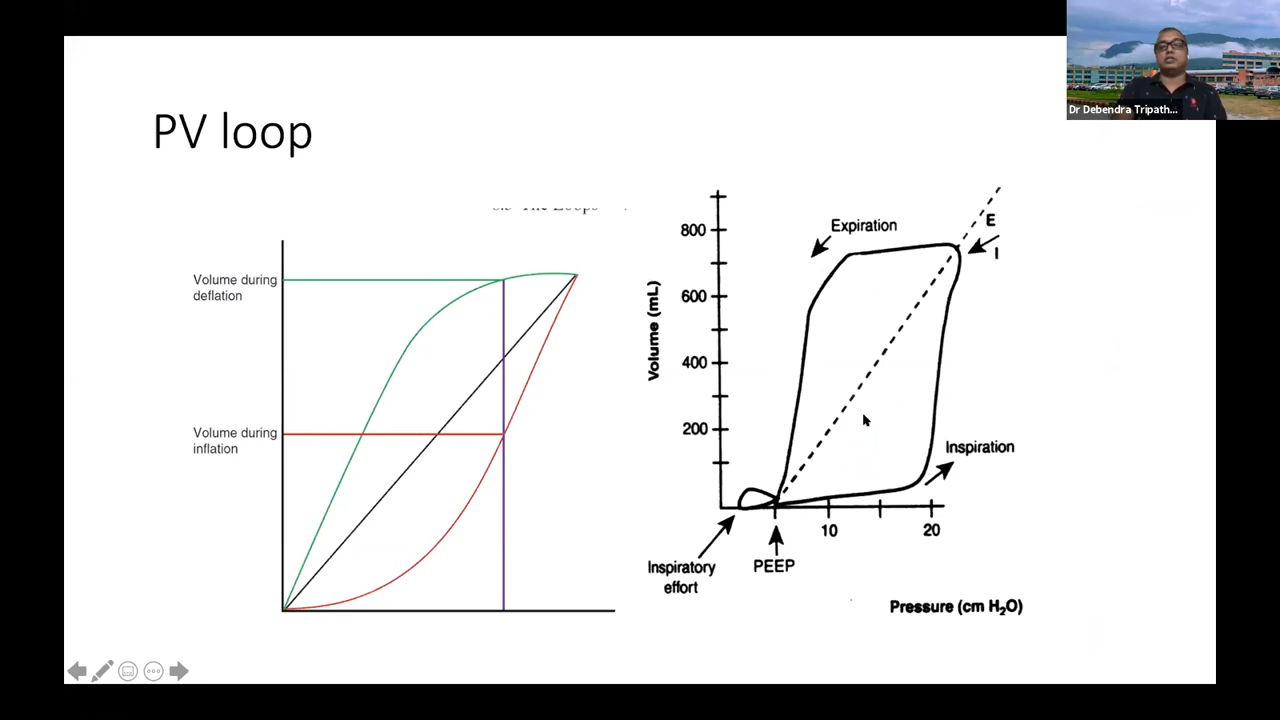 Dr Debendra Tripath...
PV loop
Volume during
deflation
Volume during
inflation
Expiration
E
I
800
600
400
200
Volume (mL)
Inspiration
10
20
Inspiratory
effort
PEEP
Pressure (cm H₂O)